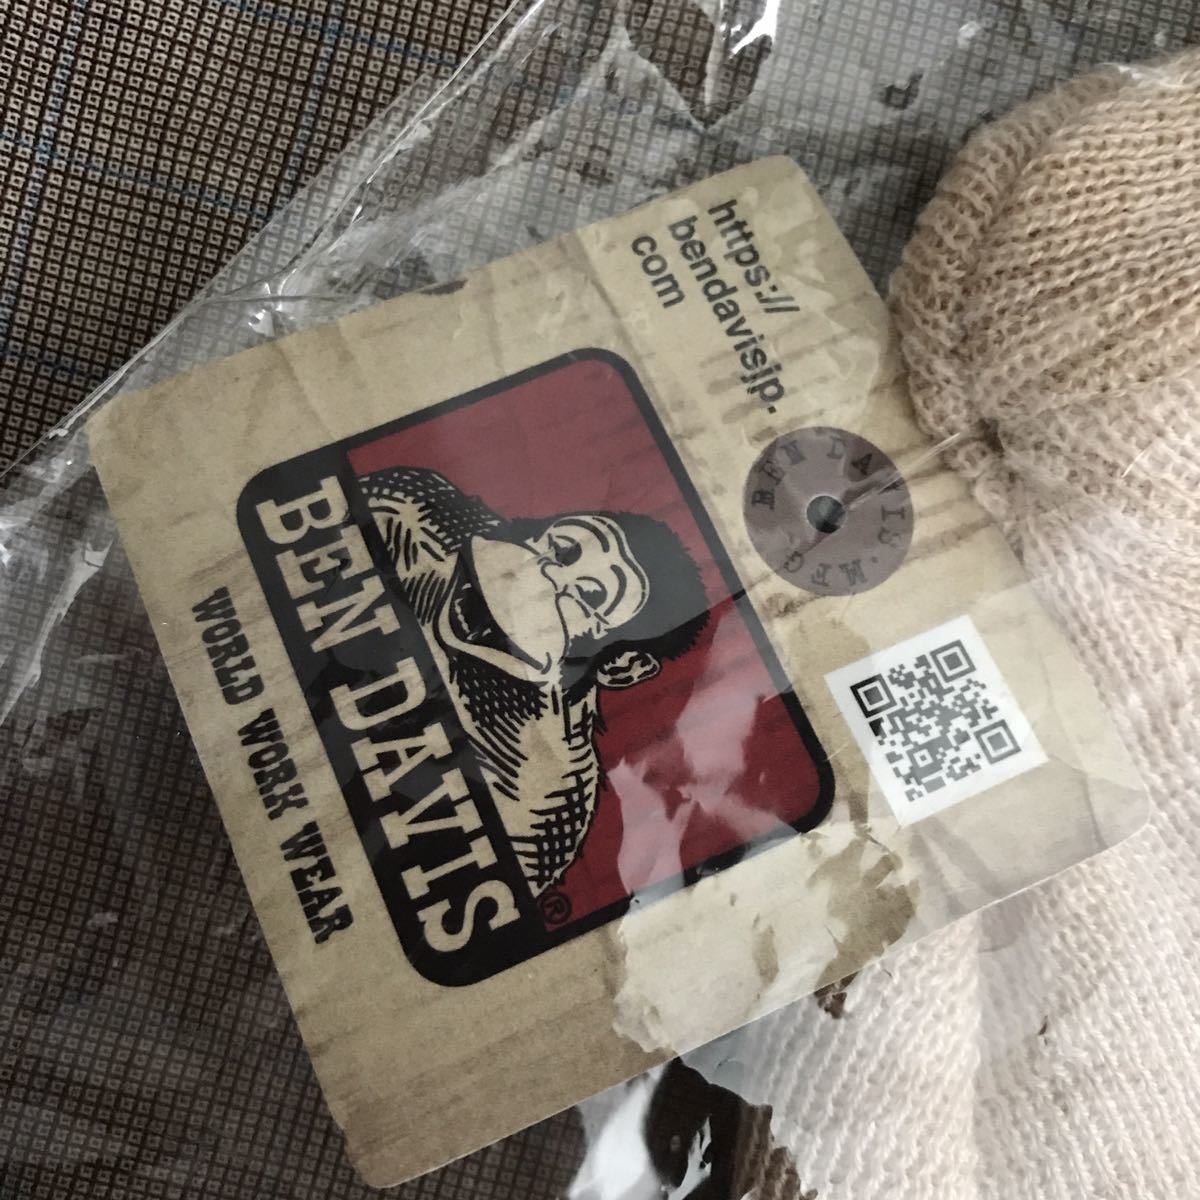 https://
bendavisjp.
com
BEN DAVIS.MFG
BEN DAVIS
®
WORLD WORK WEAR